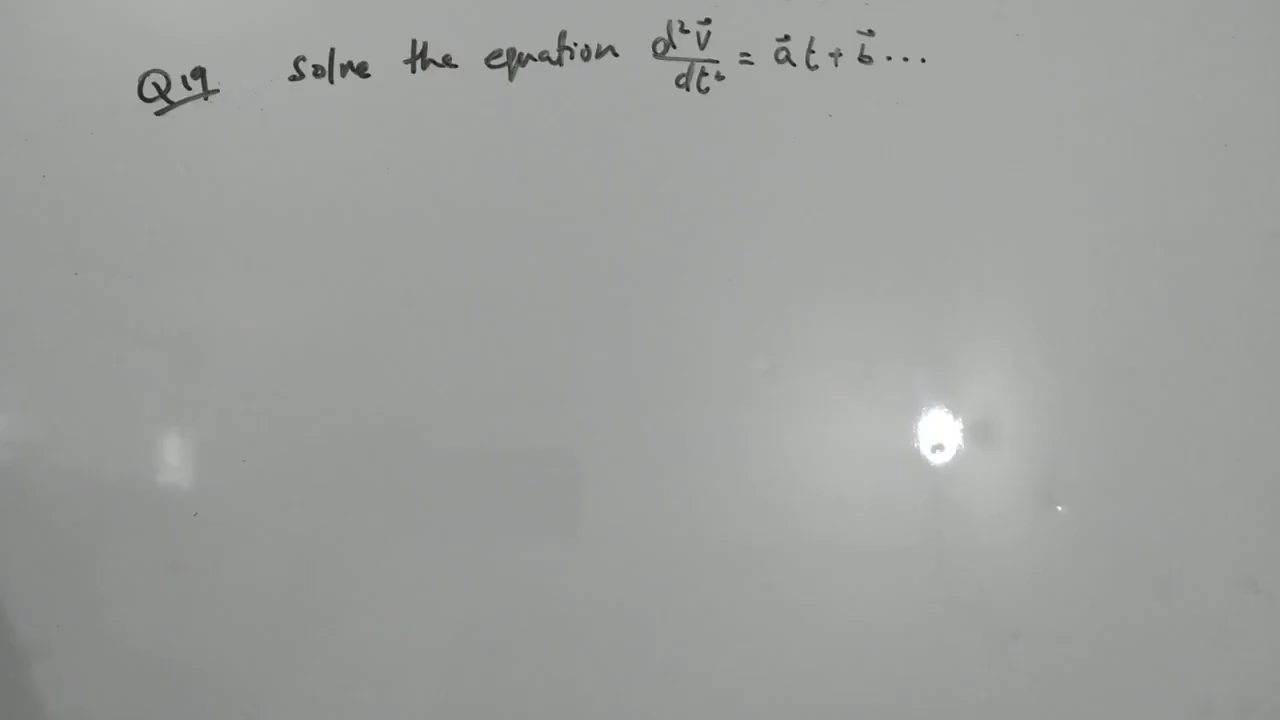 Q19 Solve the equation d²v⃗/dt² = a⃗t + b⃗...